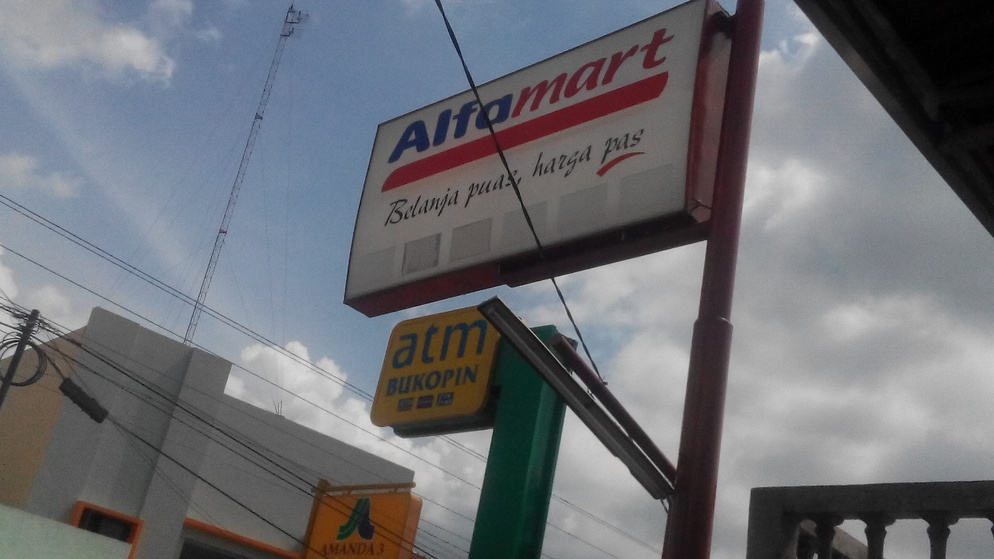 Alfamart
Belanja puas, harga pas
atm
BUKOPIN
AMANDA 3